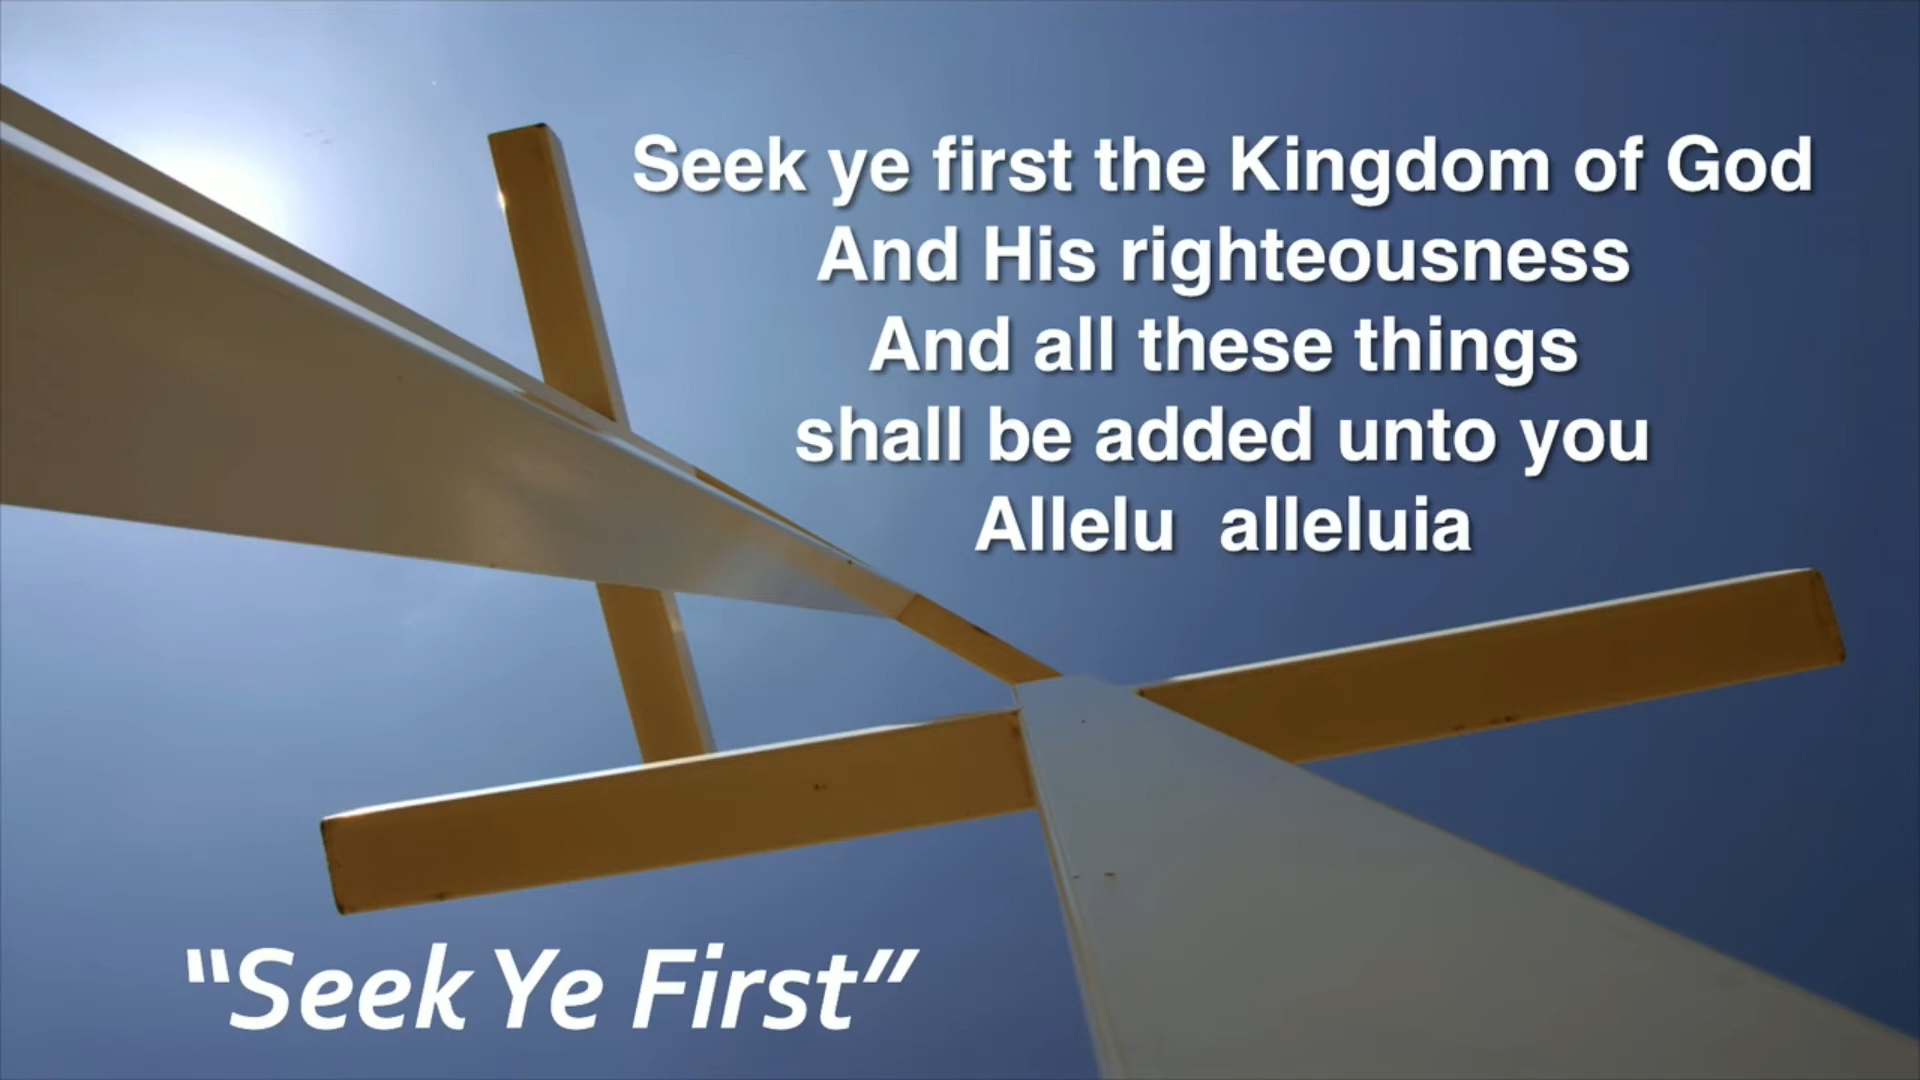 Seek ye first the Kingdom of God
And His righteousness
And all these things
shall be added unto you
Allelu  alleluia
“Seek Ye First”